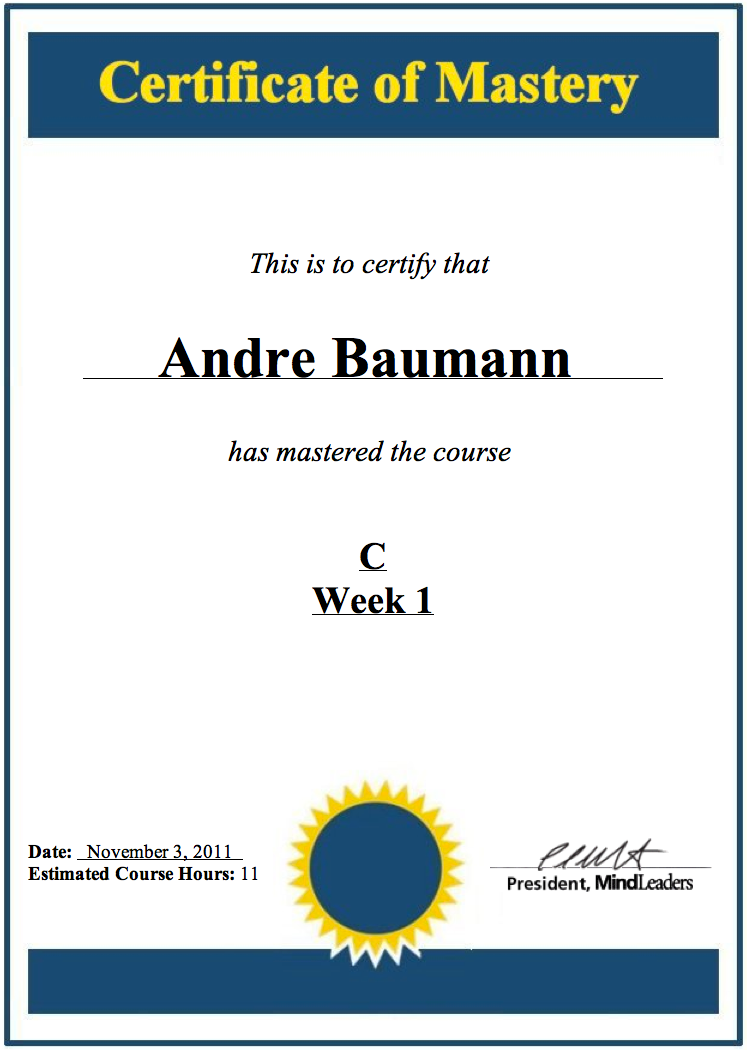 Certificate of Mastery
This is to certify that
Andre Baumann
has mastered the course
C
Week 1
Date: November 3, 2011
Estimated Course Hours: 11
President, MindLeaders